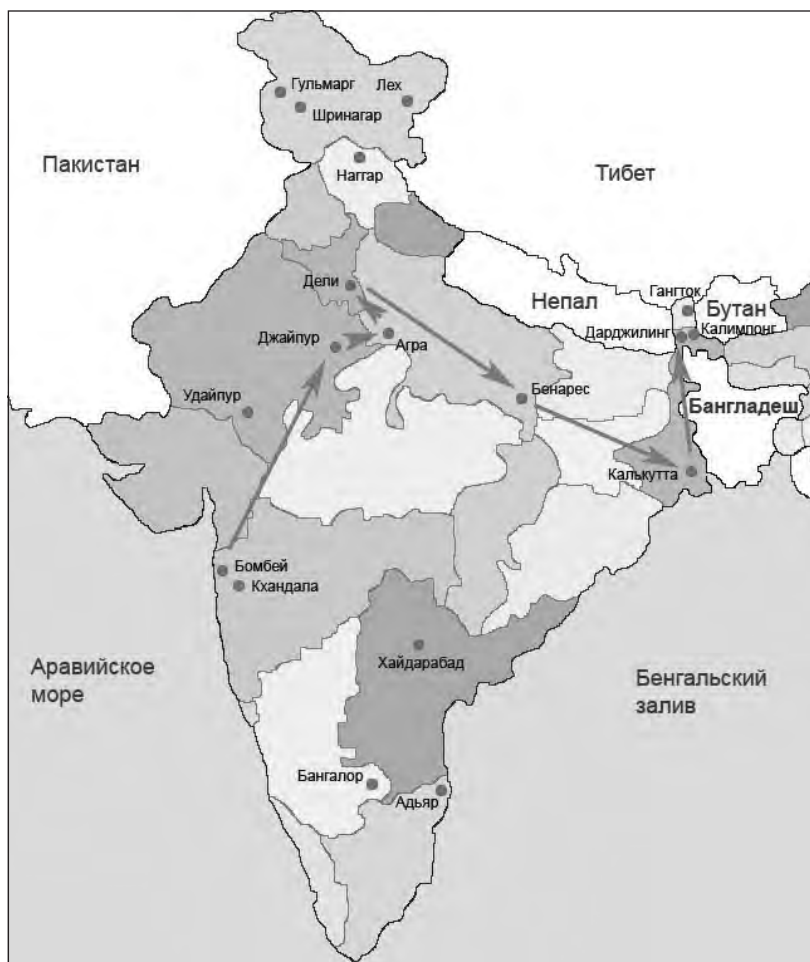 Гульмарг
Лех
Шринагар
Пакистан
Наггар
Тибет
Дели
Гангток
Непал
Бутан
Дарджилинг
Калимпонг
Джайпур
Агра
Удайпур
Бенарес
Бангладеш
Калькутта
Бомбей
Кхандала
Хайдарабад
Аравийское
море
Бенгальский
залив
Бангалор
Адьяр